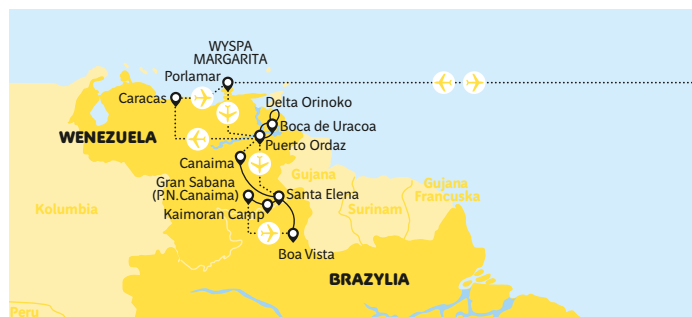 WYSPA
MARGARITA
Porlamar
Caracas
Delta Orinoko
Boca de Uracoa
WENEZUELA
Puerto Ordaz
Canaima
Gujana
Gran Sabana
(P.N.Canaima)
Santa Elena
Gujana
Francuska
Kolumbia
Surinam
Kaimoran Camp
Boa Vista
BRAZYLIA
Peru